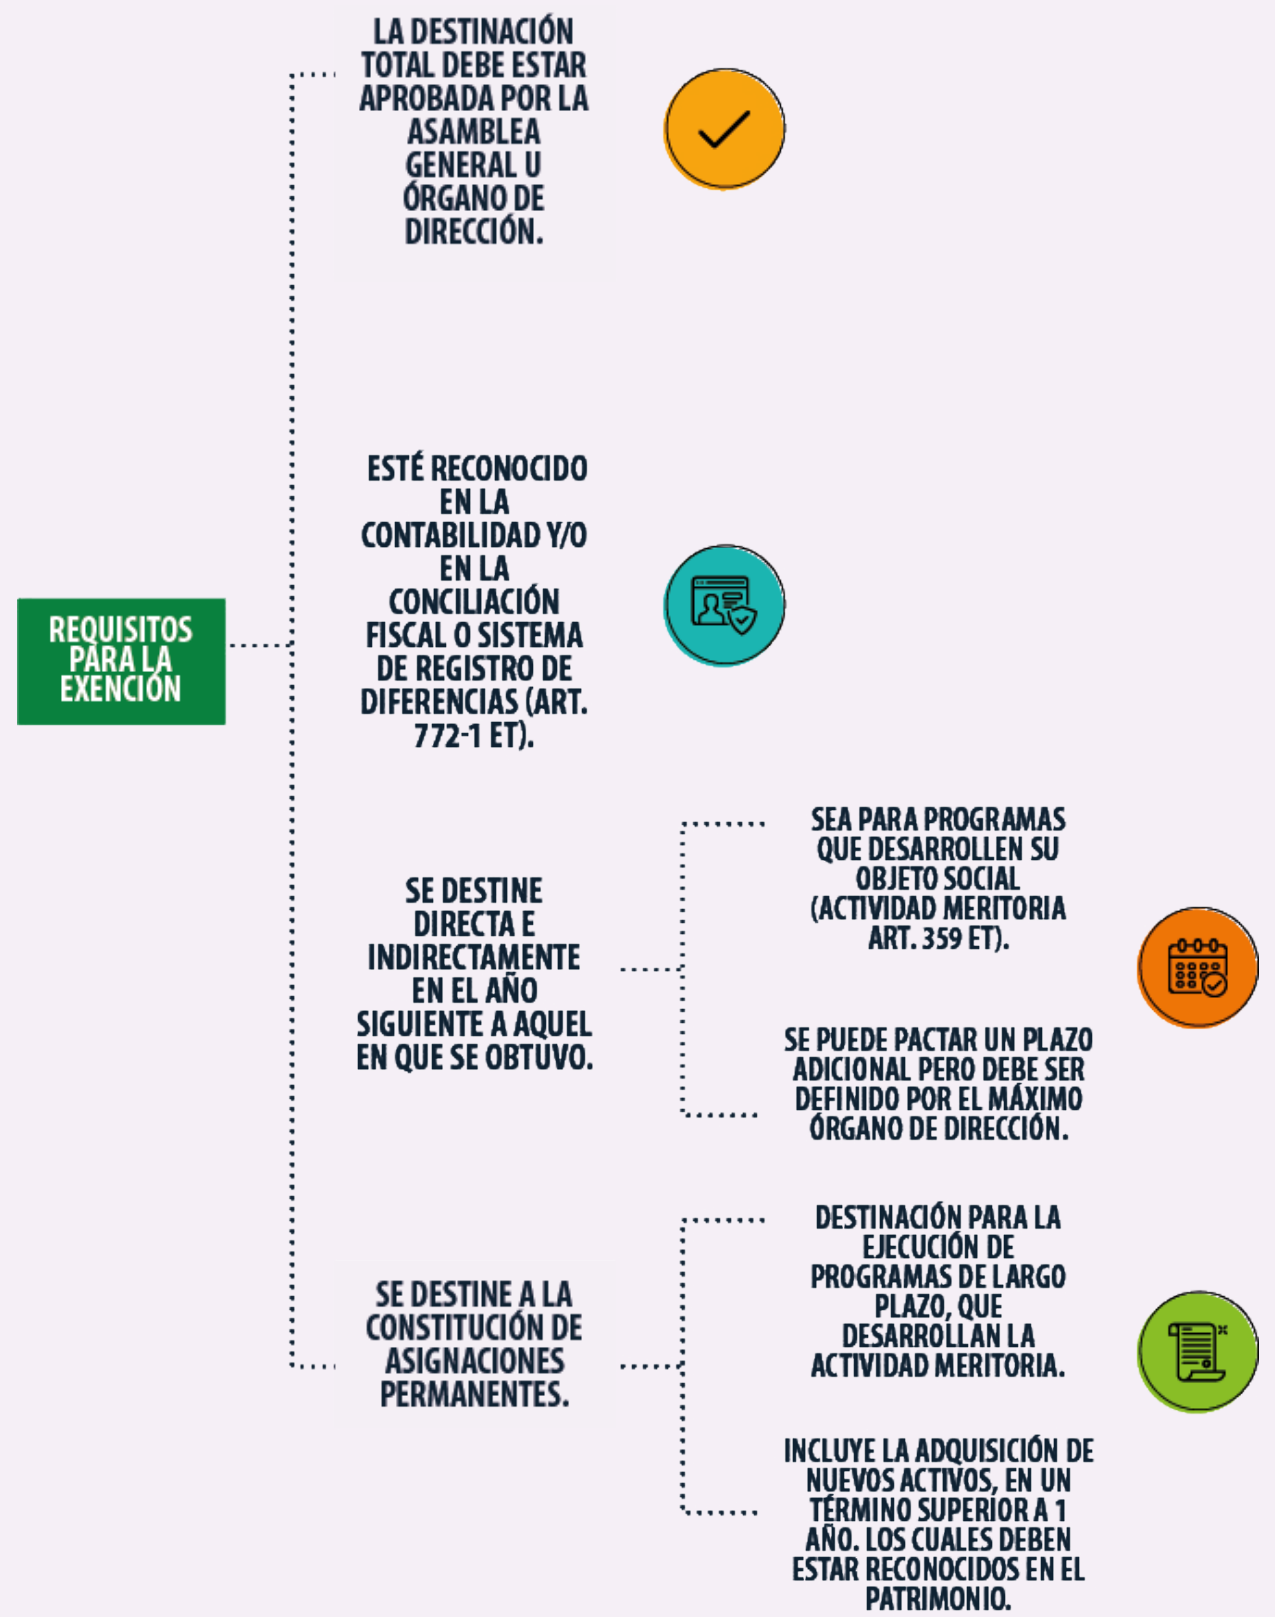 REQUISITOS
PARA LA
EXENCIÓN
LA DESTINACIÓN
TOTAL DEBE ESTAR
APROBADA POR LA
ASAMBLEA
GENERAL U
ÓRGANO DE
DIRECCIÓN.
ESTÉ RECONOCIDO
EN LA
CONTABILIDAD Y/O
EN LA
CONCILIACIÓN
FISCAL O SISTEMA
DE REGISTRO DE
DIFERENCIAS (ART.
772-1 ET).
SE DESTINE
DIRECTA E
INDIRECTAMENTE
EN EL AÑO
SIGUIENTE A AQUEL
EN QUE SE OBTUVO.
SEA PARA PROGRAMAS
QUE DESARROLLEN SU
OBJETO SOCIAL
(ACTIVIDAD MERITORIA
ART. 359 ET).
SE PUEDE PACTAR UN PLAZO
ADICIONAL PERO DEBE SER
DEFINIDO POR EL MÁXIMO
ÓRGANO DE DIRECCIÓN.
SE DESTINE A LA
CONSTITUCIÓN DE
ASIGNACIONES
PERMANENTES.
DESTINACIÓN PARA LA
EJECUCIÓN DE
PROGRAMAS DE LARGO
PLAZO, QUE
DESARROLLAN LA
ACTIVIDAD MERITORIA.
INCLUYE LA ADQUISICIÓN DE
NUEVOS ACTIVOS, EN UN
TÉRMINO SUPERIOR A 1
AÑO. LOS CUALES DEBEN
ESTAR RECONOCIDOS EN EL
PATRIMONIO.